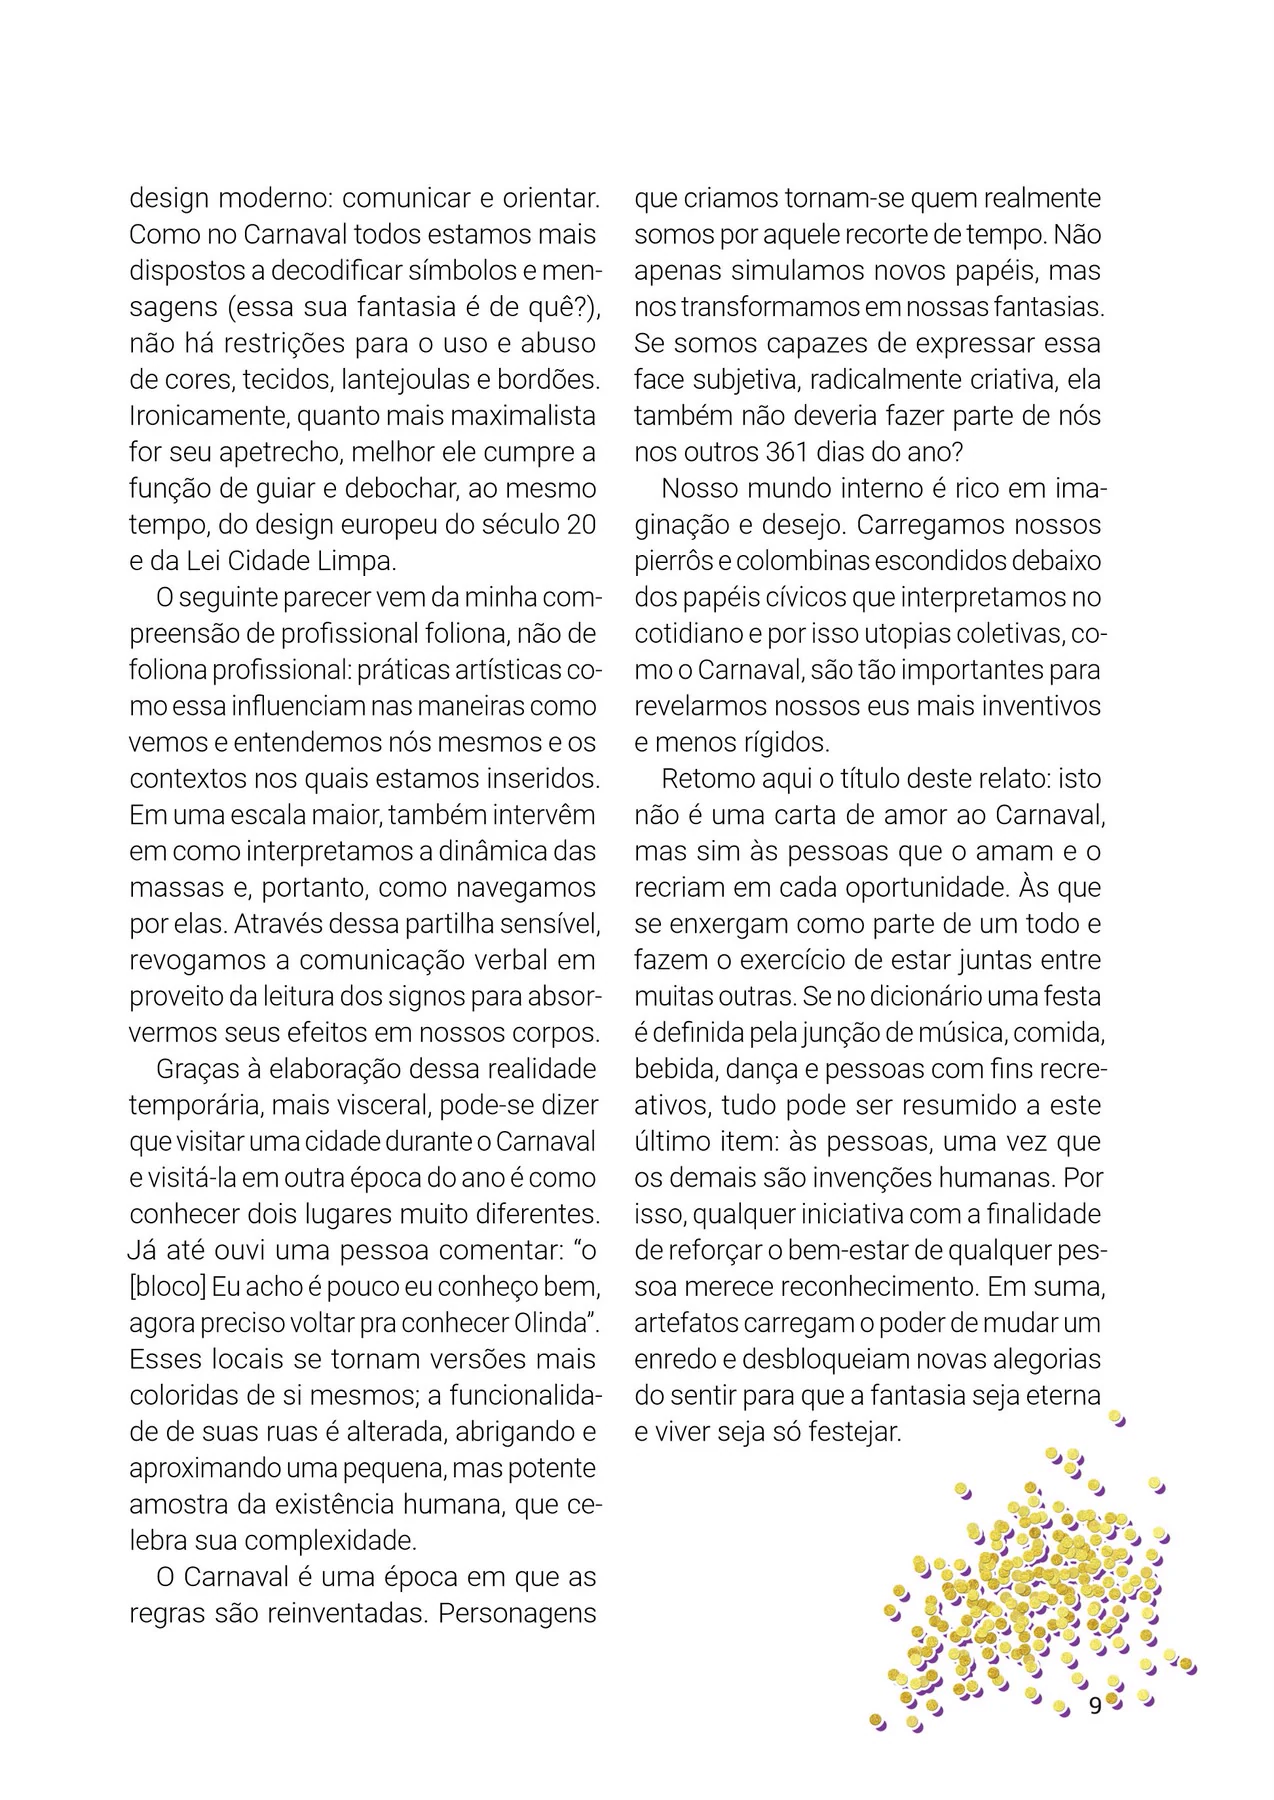 design moderno: comunicar e orientar.
Como no Carnaval todos estamos mais
dispostos a decodificar símbolos e men-
sagens (essa sua fantasia é de quê?),
não há restrições para o uso e abuso
de cores, tecidos, lantejoulas e bordões.
Ironicamente, quanto mais maximalista
for seu apetrecho, melhor ele cumpre a
função de guiar e debochar, ao mesmo
tempo, do design europeu do século 20
e da Lei Cidade Limpa.
O seguinte parecer vem da minha com-
preensão de profissional foliona, não de
foliona profissional: práticas artísticas co-
mo essa influenciam nas maneiras como
vemos e entendemos nós mesmos e os
contextos nos quais estamos inseridos.
Em uma escala maior, também intervêm
em como interpretamos a dinâmica das
massas e, portanto, como navegamos
por elas. Através dessa partilha sensível,
revogamos a comunicação verbal em
proveito da leitura dos signos para absor-
vermos seus efeitos em nossos corpos.
Graças à elaboração dessa realidade
temporária, mais visceral, pode-se dizer
que visitar uma cidade durante o Carnaval
e visitá-la em outra época do ano é como
conhecer dois lugares muito diferentes.
Já até ouvi uma pessoa comentar: “o
[bloco] Eu acho é pouco eu conheço bem,
agora preciso voltar pra conhecer Olinda”.
Esses locais se tornam versões mais
coloridas de si mesmos; a funcionalida-
de de suas ruas é alterada, abrigando e
aproximando uma pequena, mas potente
amostra da existência humana, que ce-
lebra sua complexidade.
O Carnaval é uma época em que as
regras são reinventadas. Personagens
que criamos tornam-se quem realmente
somos por aquele recorte de tempo. Não
apenas simulamos novos papéis, mas
nos transformamos em nossas fantasias.
Se somos capazes de expressar essa
face subjetiva, radicalmente criativa, ela
também não deveria fazer parte de nós
nos outros 361 dias do ano?
Nosso mundo interno é rico em ima-
ginação e desejo. Carregamos nossos
pierrôs e colombinas escondidos debaixo
dos papéis cívicos que interpretamos no
cotidiano e por isso utopias coletivas, co-
mo o Carnaval, são tão importantes para
revelarmos nossos eus mais inventivos
e menos rígidos.
Retomo aqui o título deste relato: isto
não é uma carta de amor ao Carnaval,
mas sim às pessoas que o amam e o
recriam em cada oportunidade. Às que
se enxergam como parte de um todo e
fazem o exercício de estar juntas entre
muitas outras. Se no dicionário uma festa
é definida pela junção de música, comida,
bebida, dança e pessoas com fins recre-
ativos, tudo pode ser resumido a este
último item: às pessoas, uma vez que
os demais são invenções humanas. Por
isso, qualquer iniciativa com a finalidade
de reforçar o bem-estar de qualquer pes-
soa merece reconhecimento. Em suma,
artefatos carregam o poder de mudar um
enredo e desbloqueiam novas alegorias
do sentir para que a fantasia seja eterna
e viver seja só festejar.
9